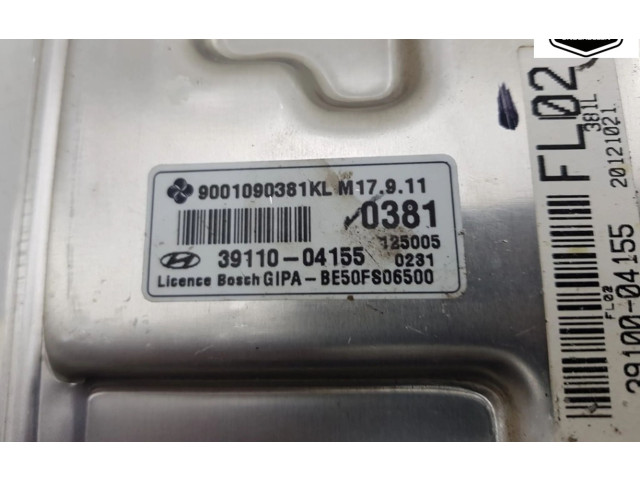 9001090381KL M17.9.11
0381
125005
39110-04155 0231
Licence Bosch GIPA-BE50FS06500
FL02
381L
20121021
FL02
39100-04155